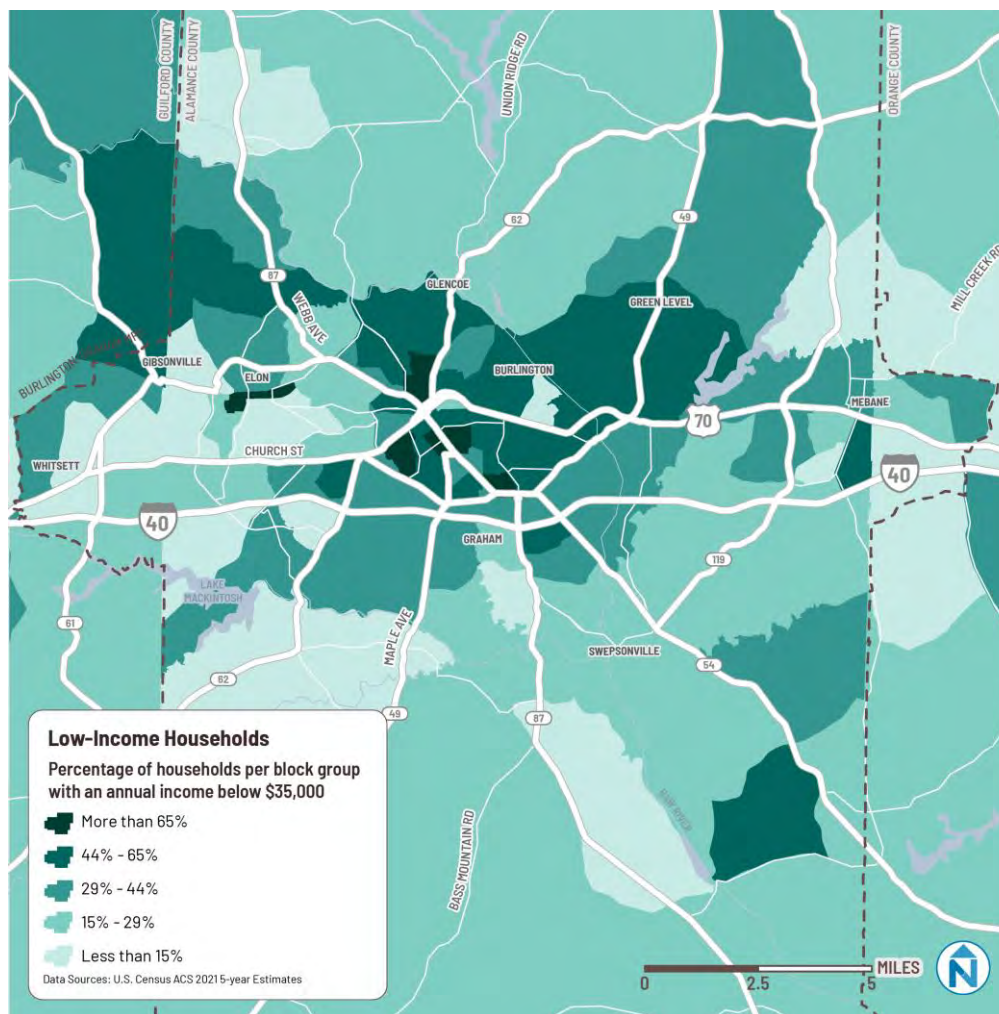 GUILFORD COUNTY
ALAMANCE COUNTY
UNION RIDGE RD
ORANGE COUNTY
62
49
MILL CREEK RD
87
GLENCOE
WEBB AVE
GREEN LEVEL
BURLINGTON
GIBSONVILLE
ELON
BURLINGTON
MEBANE
70
CHURCH ST
WHITSETT
40
40
GRAHAM
119
LAKE
MACKINTOSH
61
MAPLE AVE
SWEPSONVILLE
54
62
49
87
HAW RIVER
BASS MOUNTAIN RD
Low-Income Households
Percentage of households per block group
with an annual income below $35,000
More than 65%
44% - 65%
29% - 44%
15% - 29%
Less than 15%
Data Sources: U.S. Census ACS 2021 5-year Estimates
MILES
0
2.5
5
N